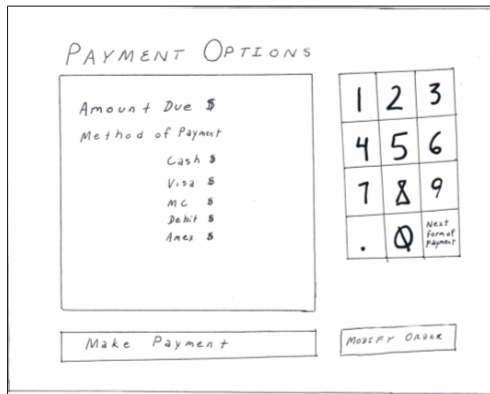 PAYMENT OPTIONS
Amount Due $
Method of Payment
Cash $
Visa $
MC $
Debit $
Amex $
Make Payment
1 2 3
4 5 6
7 8 9
. 0 Next
form of
payment
MODIFY ORDER